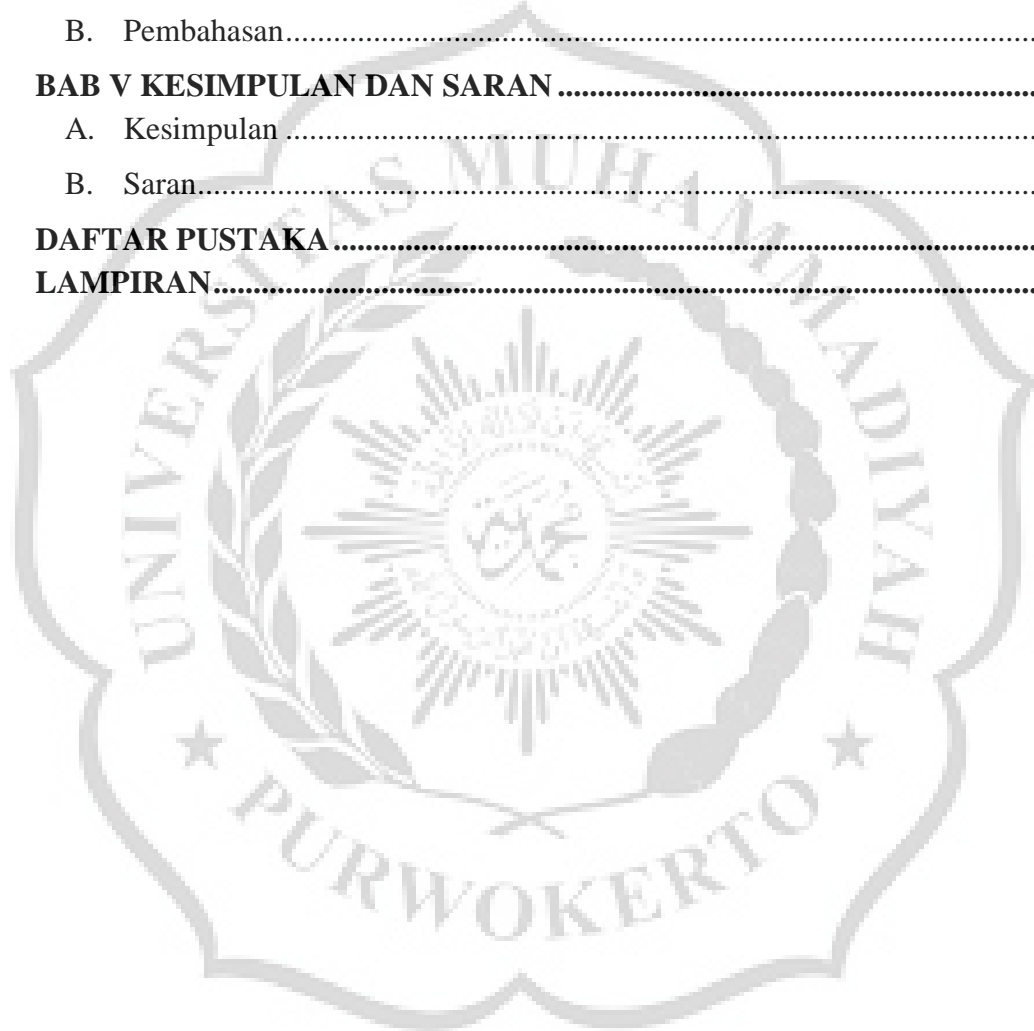 B. Pembahasan....................................................................................................
BAB V KESIMPULAN DAN SARAN ...............................................................
A. Kesimpulan ....................................................................................................
B. Saran...............................................................................................................
DAFTAR PUSTAKA...........................................................................................
LAMPIRAN..........................................................................................................
UNIVERSITAS MUHAMMADIYAH
★ PURWOKERTO ★